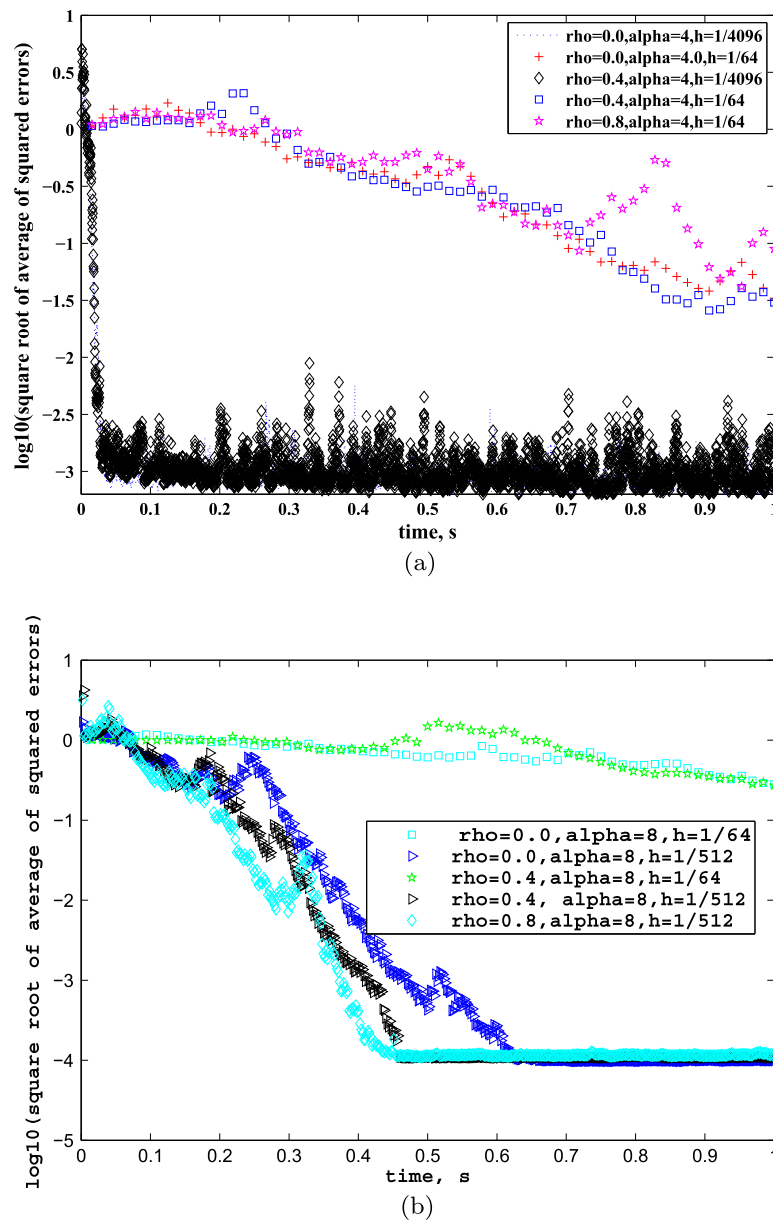 1
rho=0.0,alpha=4,h=1/4096
rho=0.0,alpha=4.0,h=1/64
rho=0.4,alpha=4,h=1/4096
rho=0.4,alpha=4,h=1/64
rho=0.8,alpha=4,h=1/64
0.5
0
−0.5
−1
−1.5
−2
−2.5
−3
log10(square root of average of squared errors)
0 0.1 0.2 0.3 0.4 0.5 0.6 0.7 0.8 0.9 1
time, s
(a)
1
0
−1
−2
−3
−4
−5
log10(square root of average of squared errors)
rho=0.0,alpha=8,h=1/64
rho=0.0,alpha=8,h=1/512
rho=0.4,alpha=8,h=1/64
rho=0.4, alpha=8,h=1/512
rho=0.8,alpha=8,h=1/512
0 0.1 0.2 0.3 0.4 0.5 0.6 0.7 0.8 0.9 1
time, s
(b)